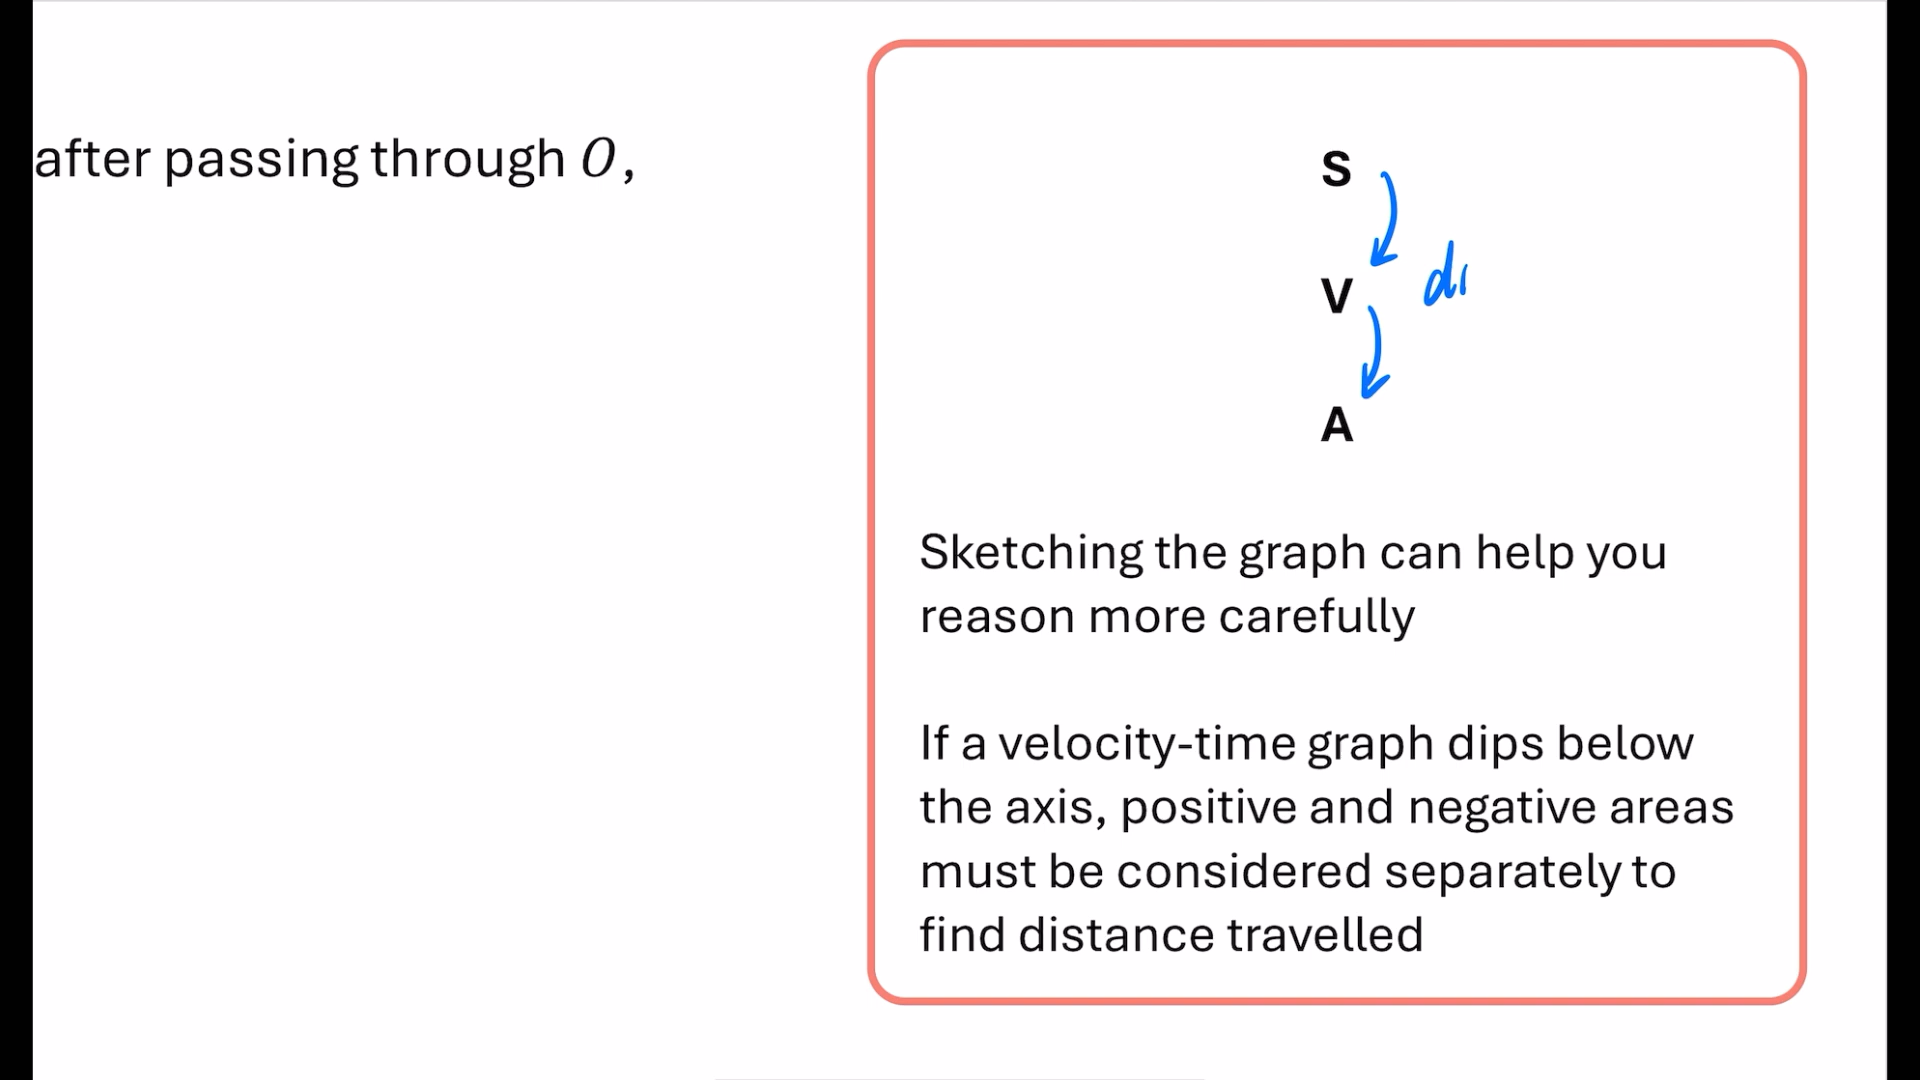 after passing through O,
S
V
di
A
Sketching the graph can help you
reason more carefully
If a velocity-time graph dips below
the axis, positive and negative areas
must be considered separately to
find distance travelled